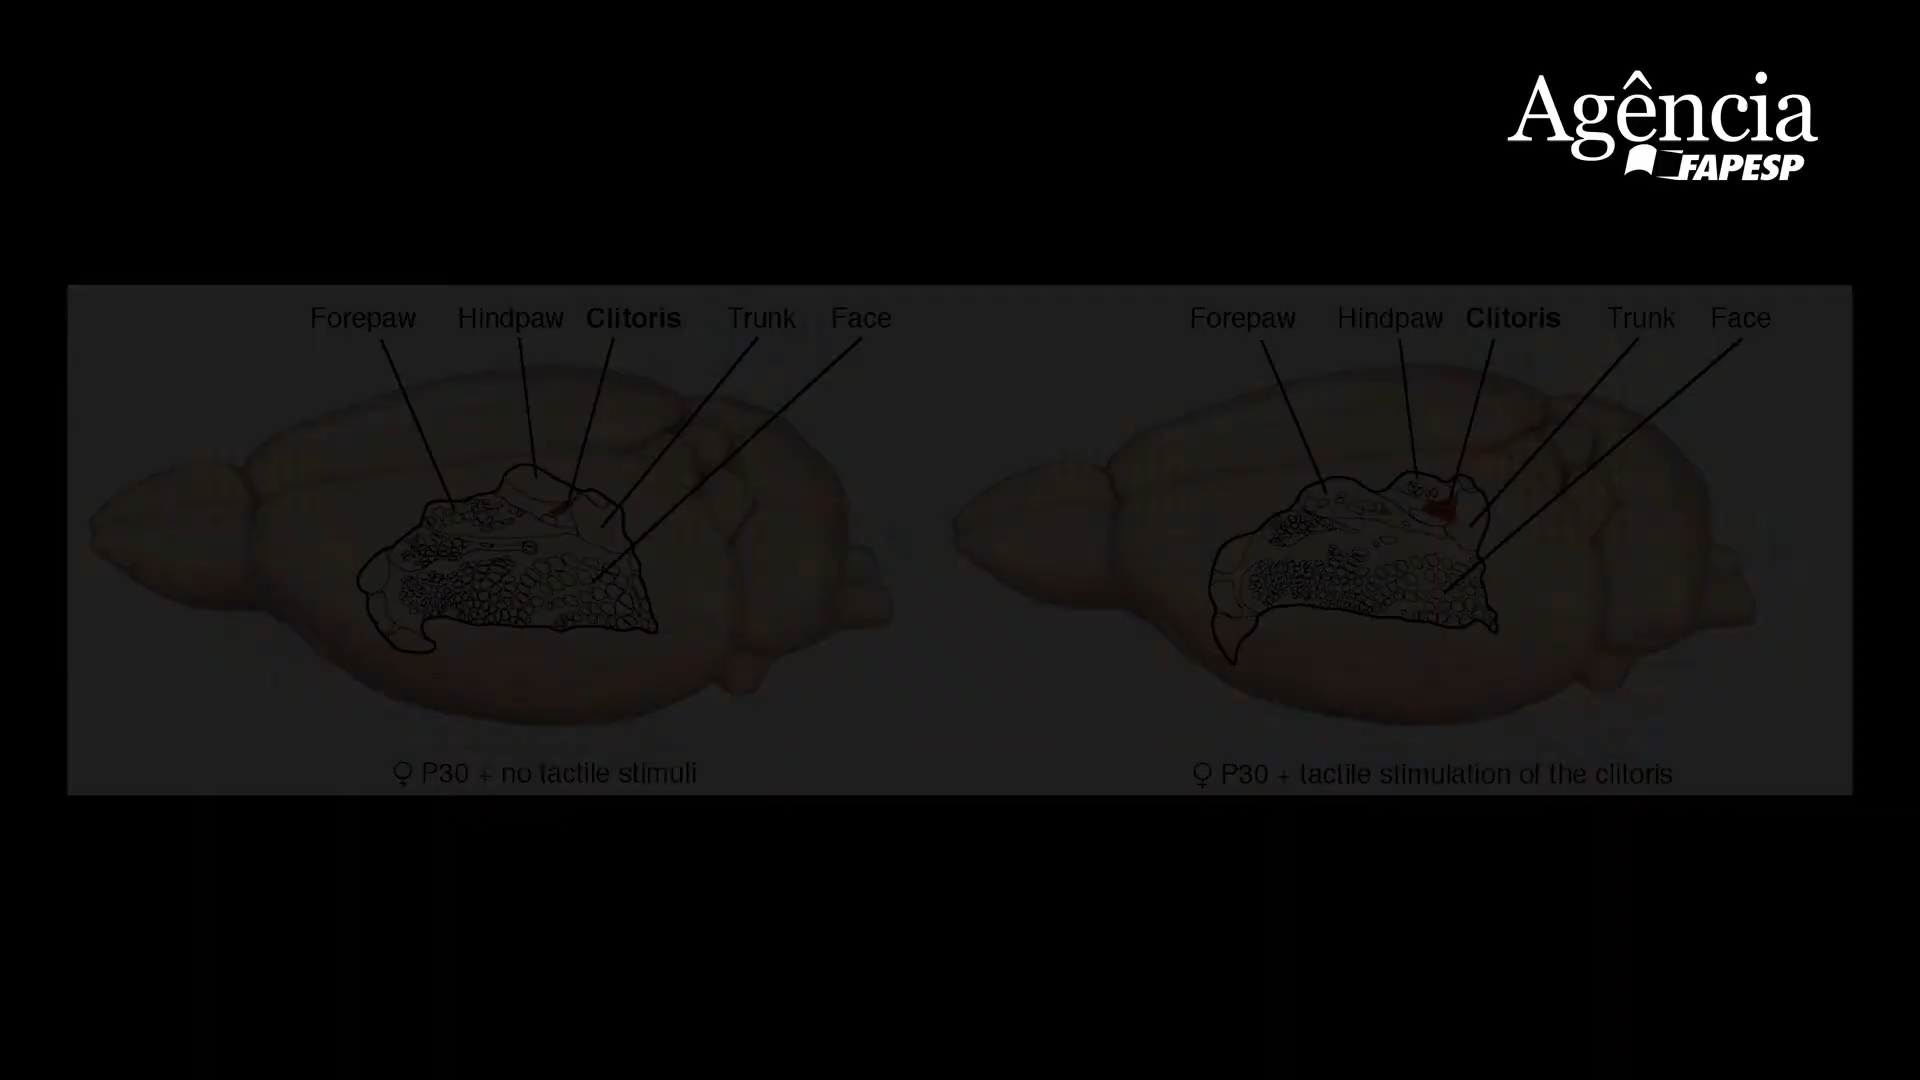 Agência
FAPESP
Forepaw Hindpaw Clitoris Trunk Face
Forepaw Hindpaw Clitoris Trunk Face
♀ P30 + no tactile stimuli
♀ P30 + tactile stimulation of the clitoris